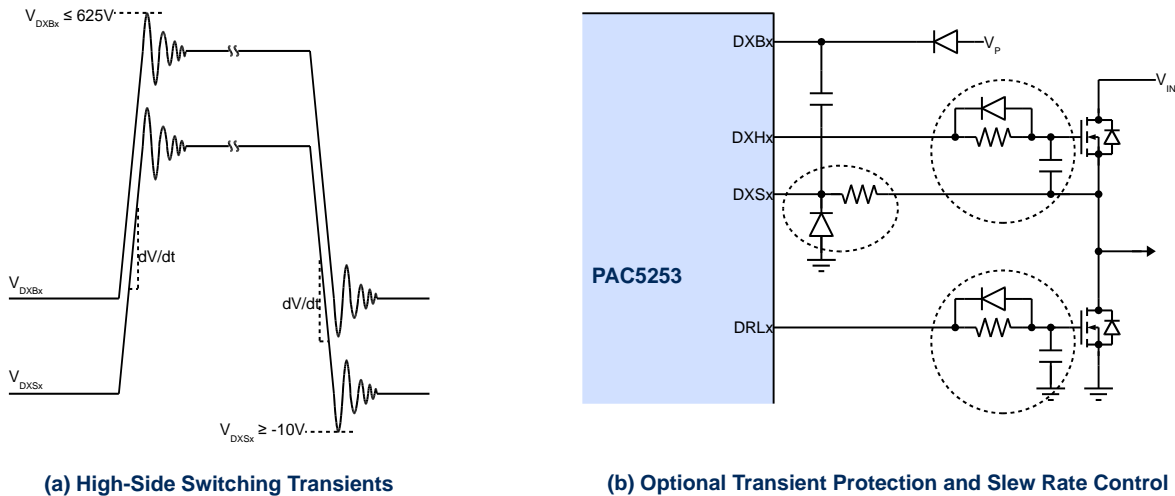 V_DXBx ≤ 625V
dV/dt
dV/dt
V_DXBx
V_DXSx
V_DXSx ≥ -10V
(a) High-Side Switching Transients
DXBx
V_P
V_IN
DXHx
DXSx
PAC5253
DRLx
(b) Optional Transient Protection and Slew Rate Control